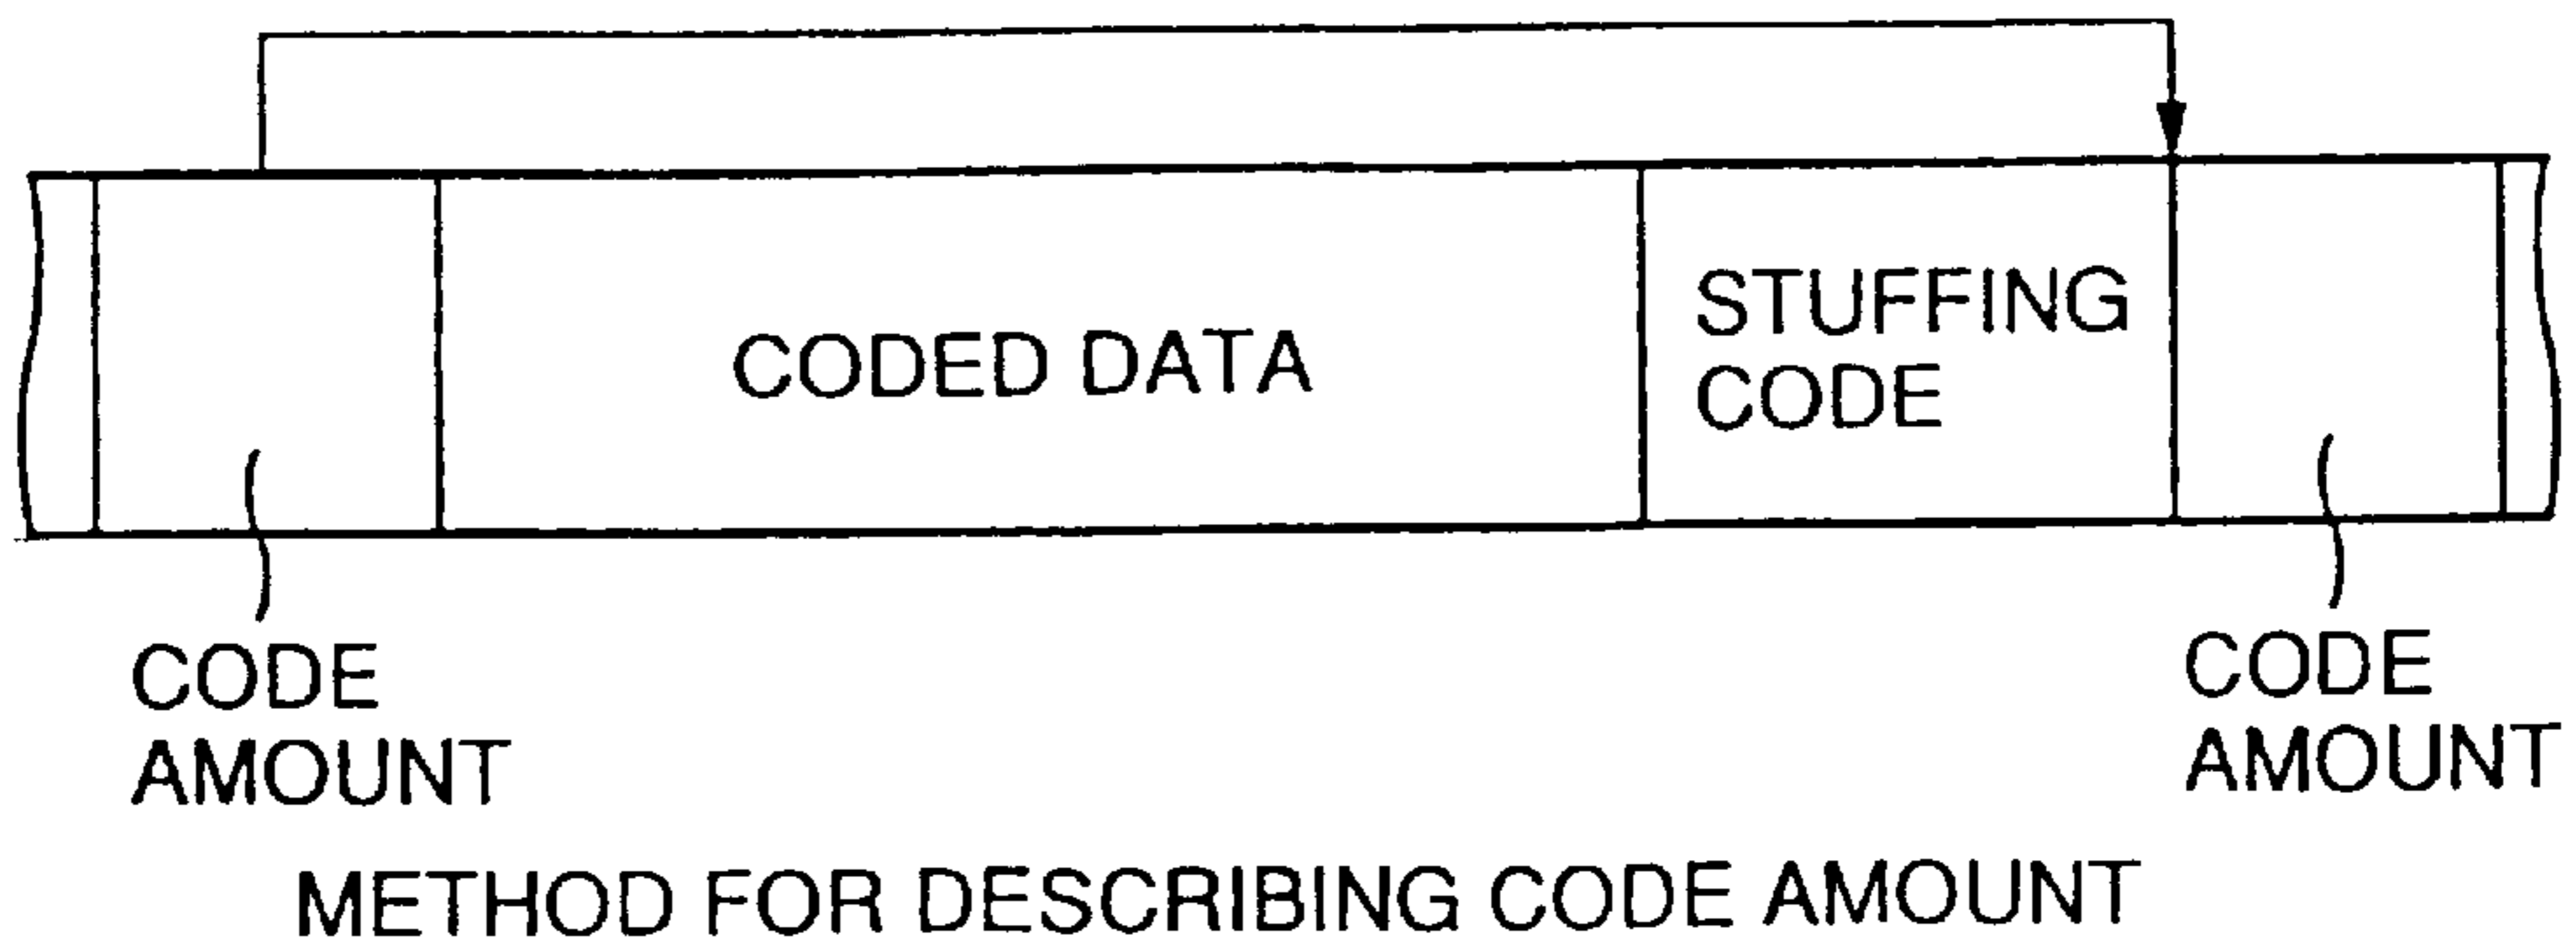 STUFFING
CODE
CODED DATA
CODE
AMOUNT
CODE
AMOUNT
METHOD FOR DESCRIBING CODE AMOUNT